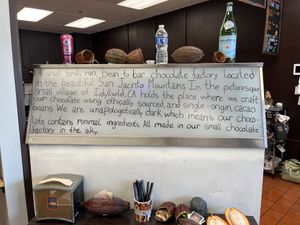 A small family run bean to bar chocolate factory located
in the beautiful San Jacinto Mountains. In the picturesque
small village of Idyllwild, CA holds the place where we craft
our chocolate using ethically sourced, and single-origin, cacao
beans. We are unapologetically dark, which means our choco-
late contains minimal ingredients. All made in our small chocolate
factory in the sky.